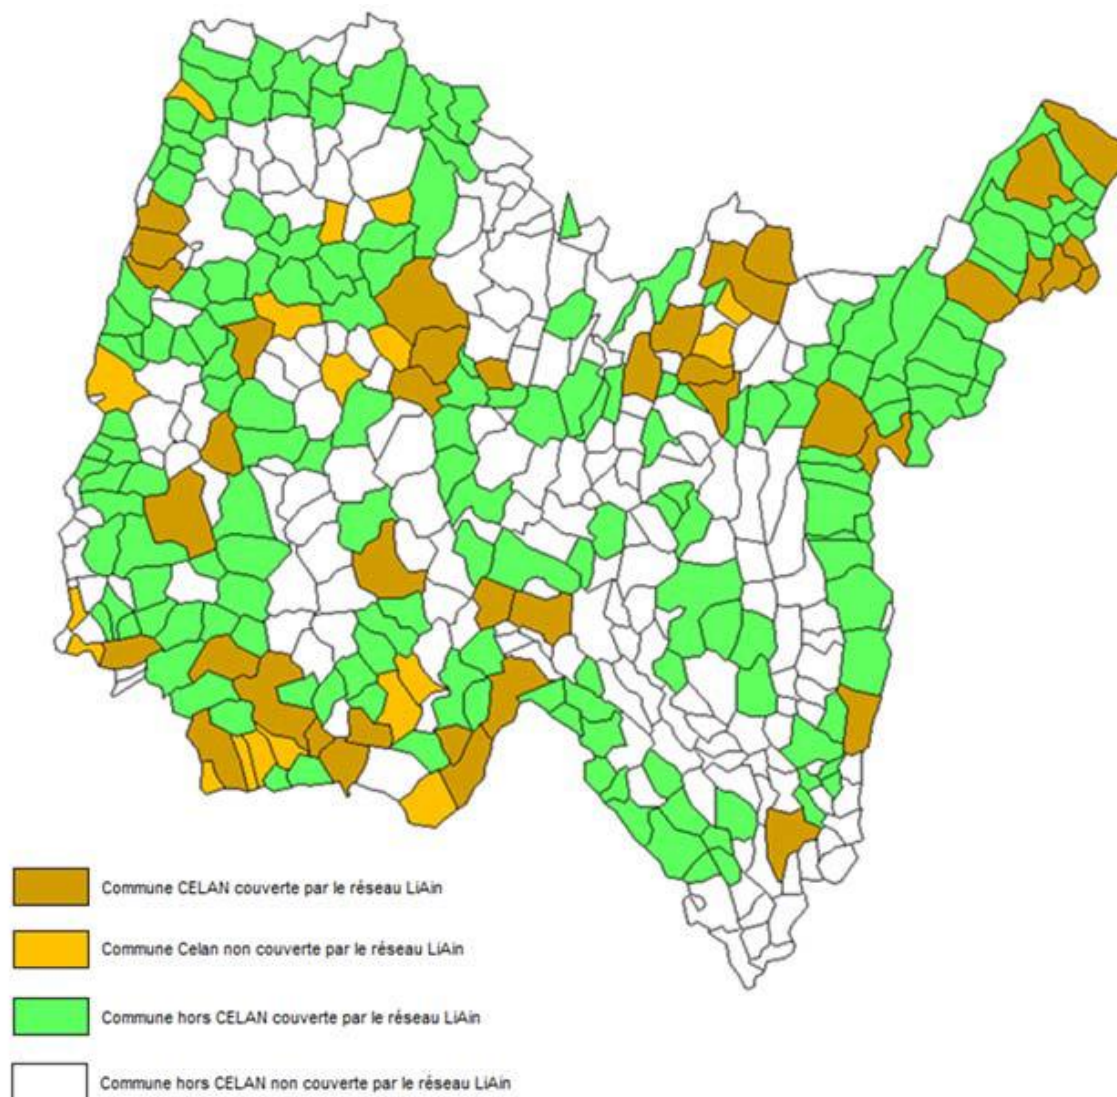 Commune CELAN couverte par le réseau LiAin
Commune Celan non couverte par le réseau LiAin
Commune hors CELAN couverte par le réseau LiAin
Commune hors CELAN non couverte par le réseau LiAin